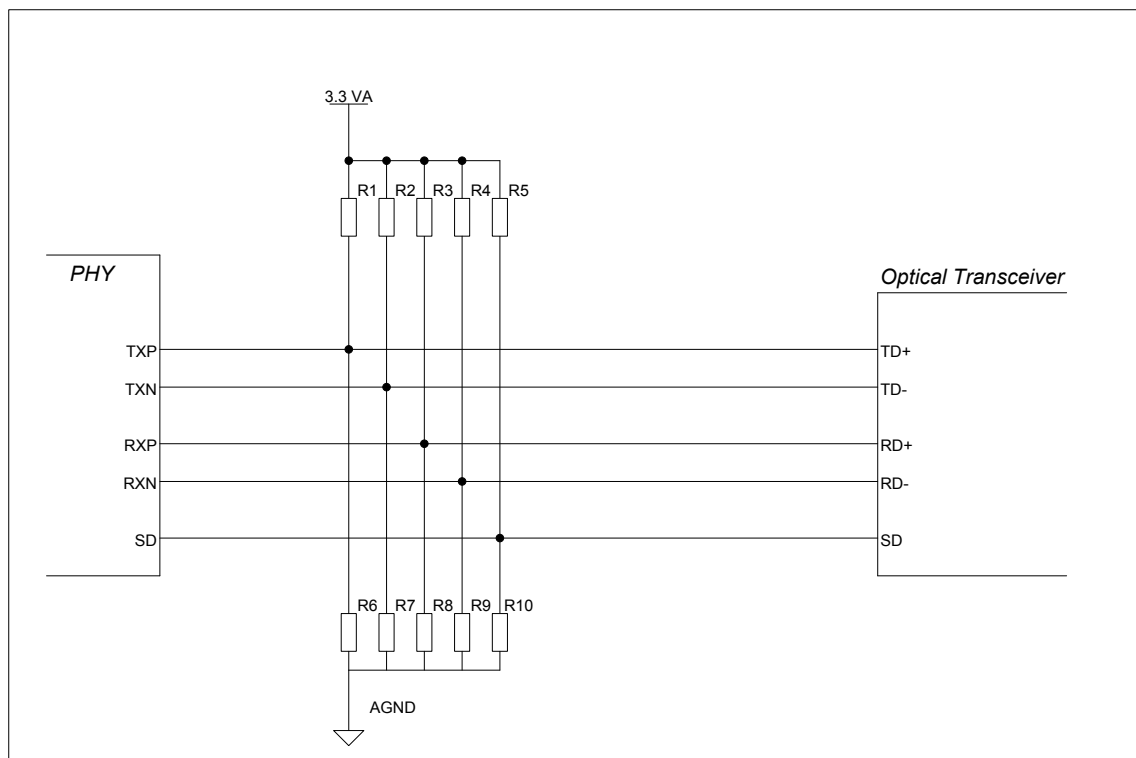 3.3 VA
R1 R2 R3 R4 R5
PHY
Optical Transceiver
TXP TD+
TXN TD-
RXP RD+
RXN RD-
SD SD
R6 R7 R8 R9 R10
AGND